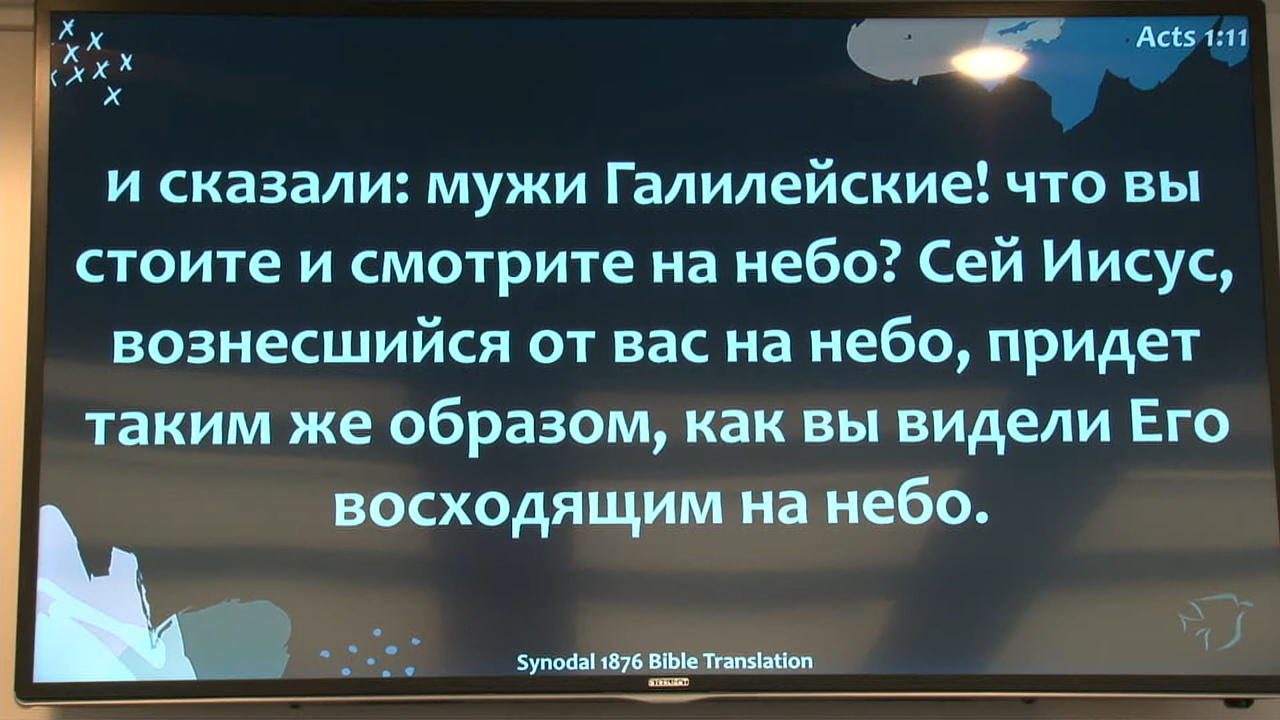 Acts 1:11
и сказали: мужи Галилейские! что вы
стоите и смотрите на небо? Сей Иисус,
вознесшийся от вас на небо, придет
таким же образом, как вы видели Его
восходящим на небо.
Synodal 1876 Bible Translation